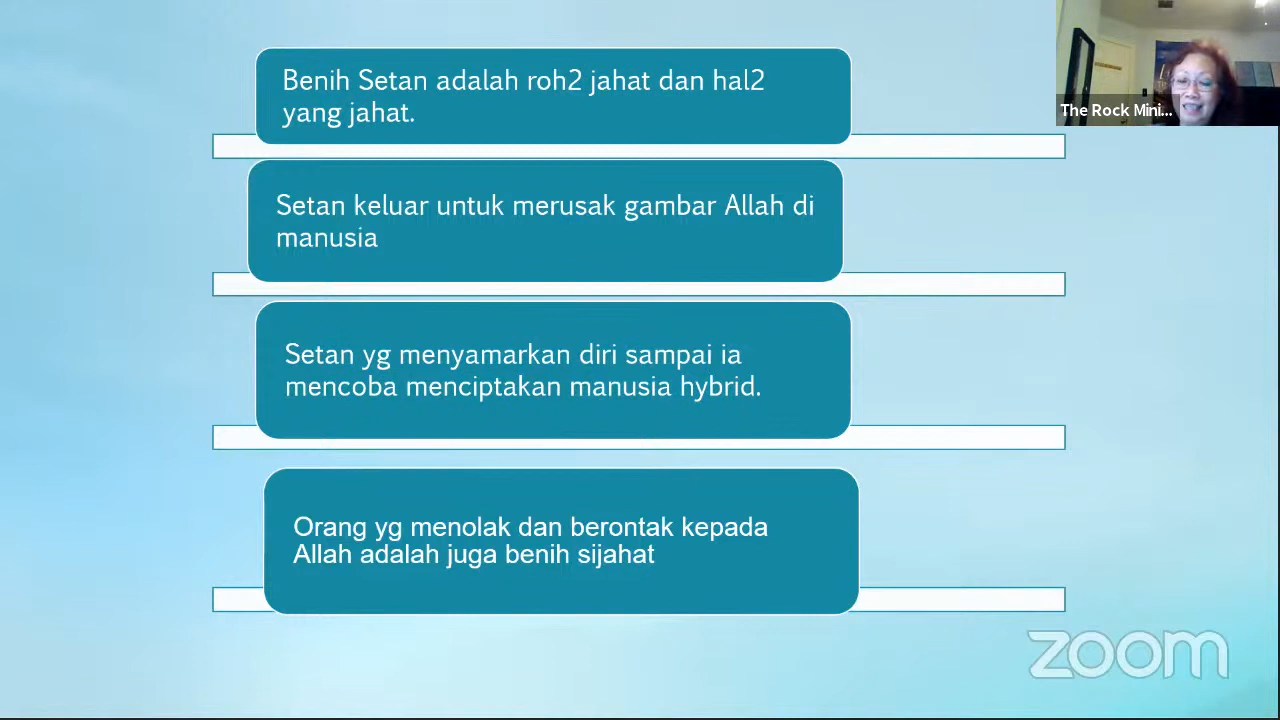 Benih Setan adalah roh2 jahat dan hal2
yang jahat.
The Rock Mini...
Setan keluar untuk merusak gambar Allah di
manusia
Setan yg menyamarkan diri sampai ia
mencoba menciptakan manusia hybrid.
Orang yg menolak dan berontak kepada
Allah adalah juga benih sijahat
zoom